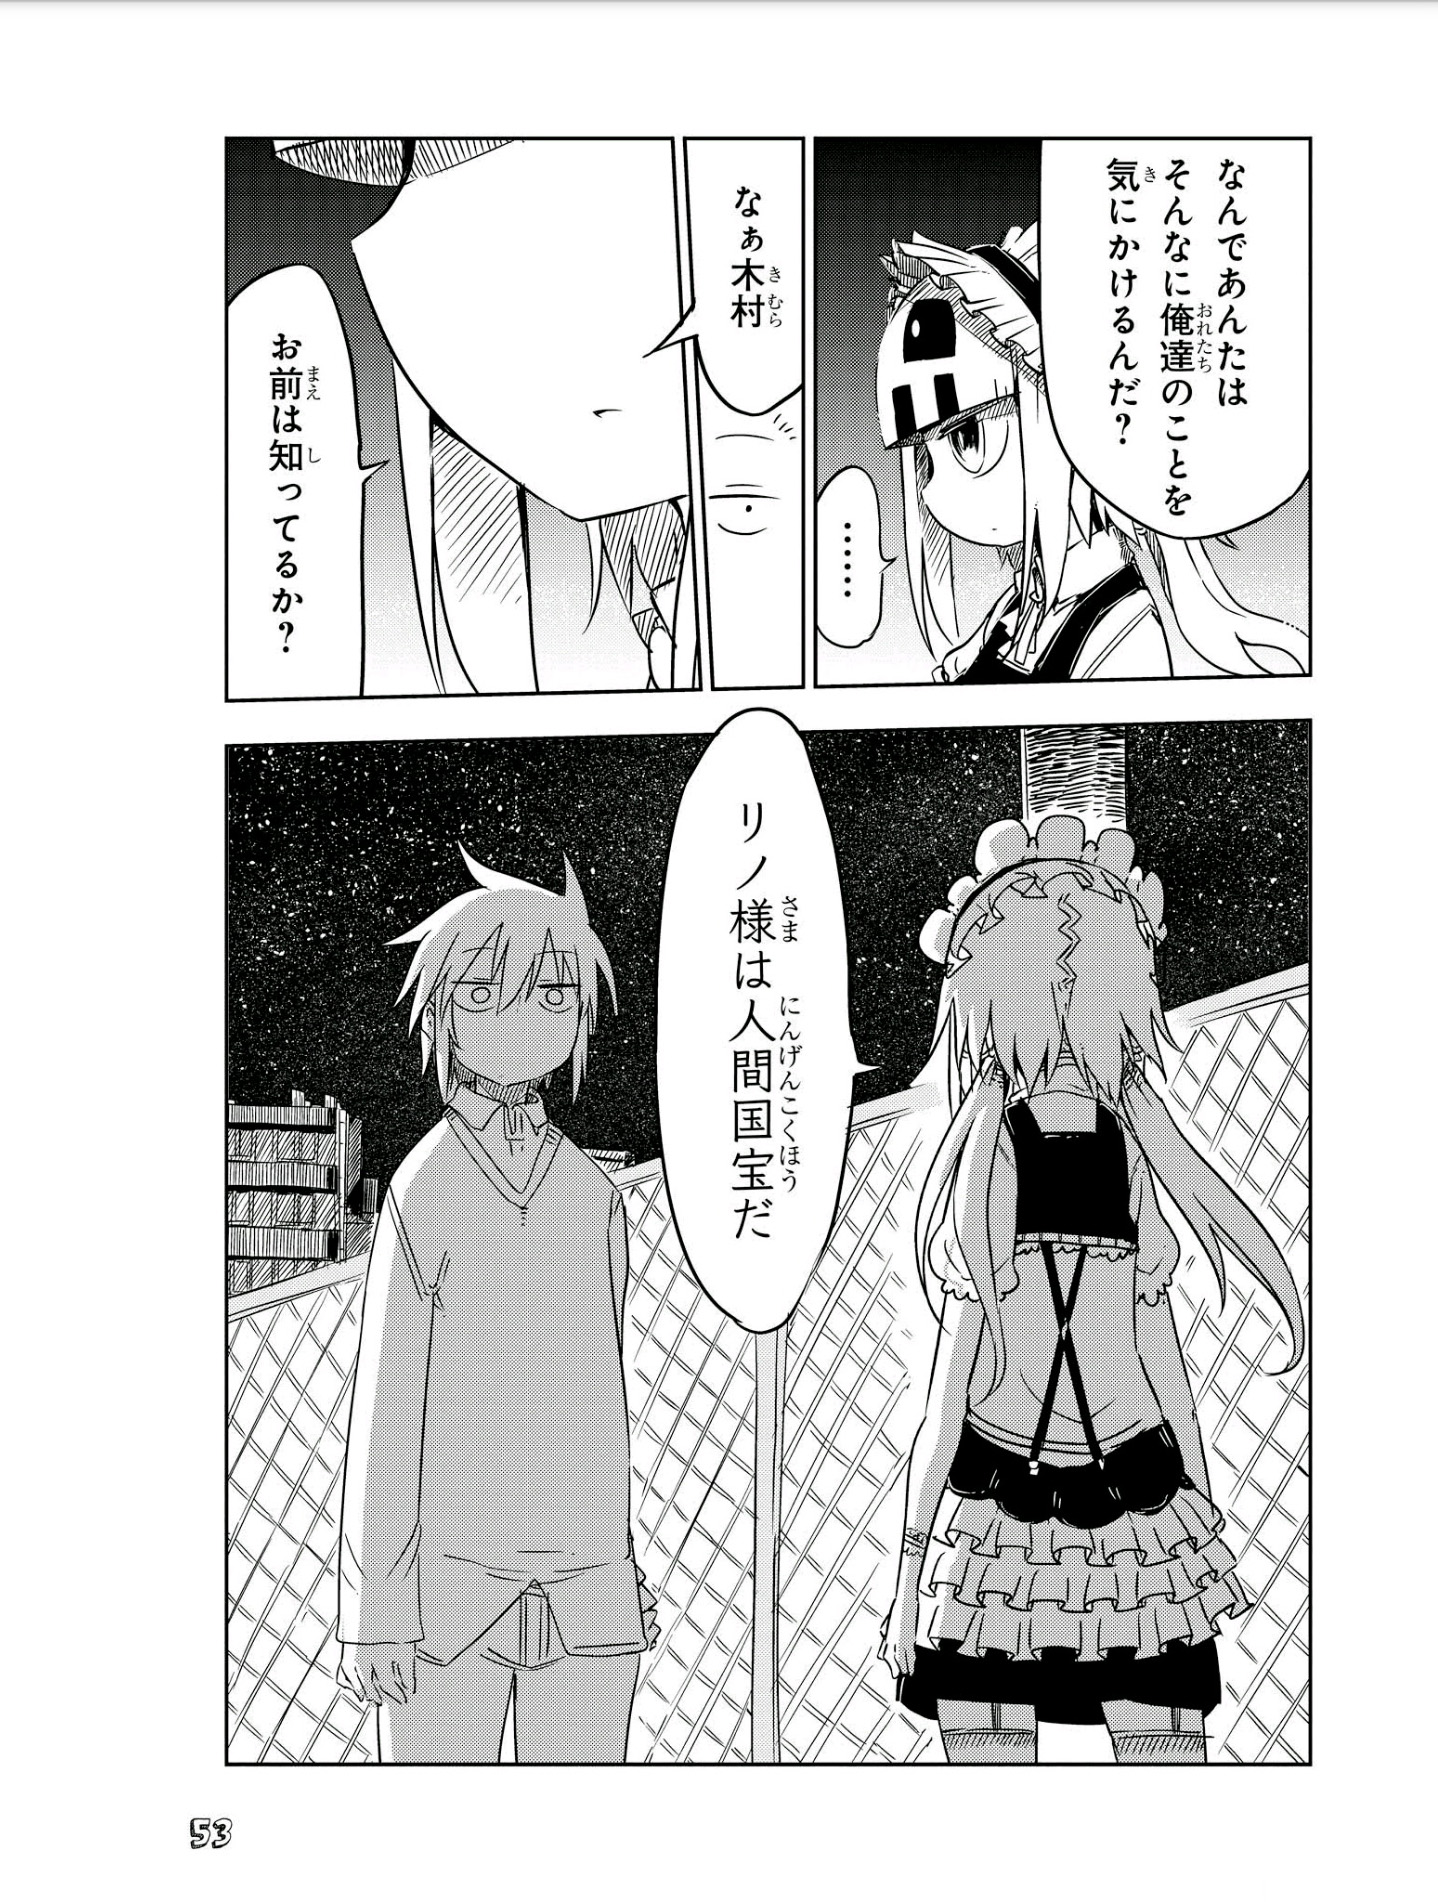 なんであんたは
そんなに俺達のことを
気にかけるんだ？
……
なぁ木村
お前は知ってるか？
リノ様は人間国宝だ
53